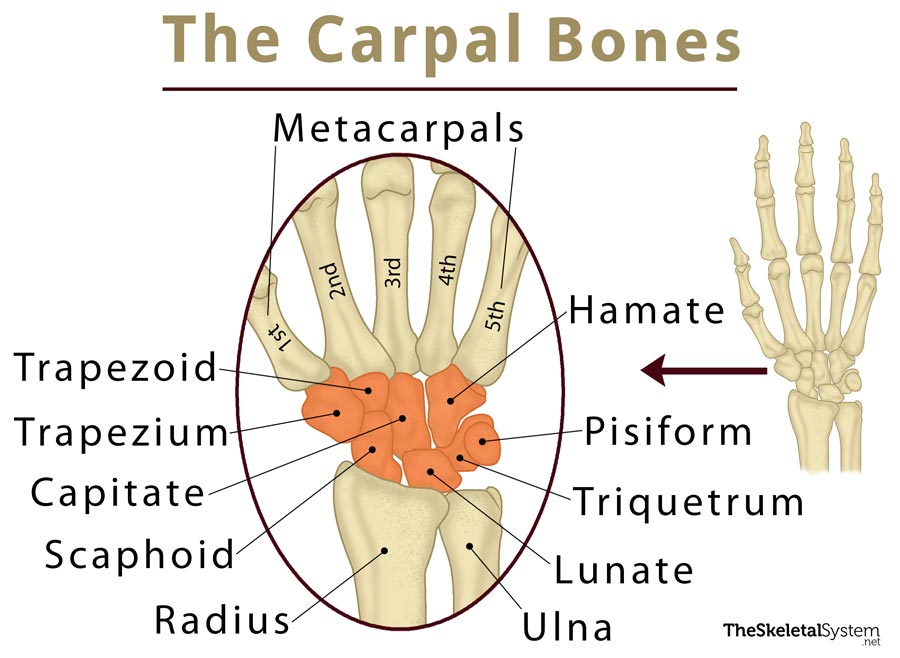 The Carpal Bones
Metacarpals
1st
2nd
3rd
4th
5th
Hamate
Trapezoid
Trapezium
Pisiform
Capitate
Triquetrum
Scaphoid
Lunate
Radius
Ulna
TheSkeletalSystem
.net